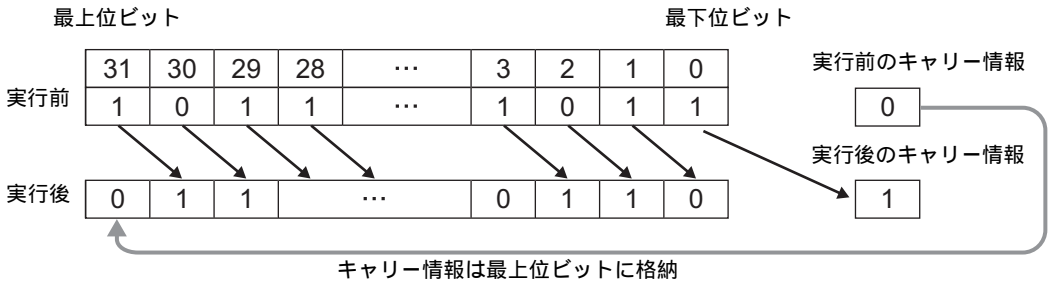 最上位ビット 最下位ビット
31 30 29 28 … 3 2 1 0 実行前のキャリー情報
実行前 1 0 1 1 … 1 0 1 1 0
実行後のキャリー情報
実行後 0 1 1 … 0 1 1 0 1
キャリー情報は最上位ビットに格納